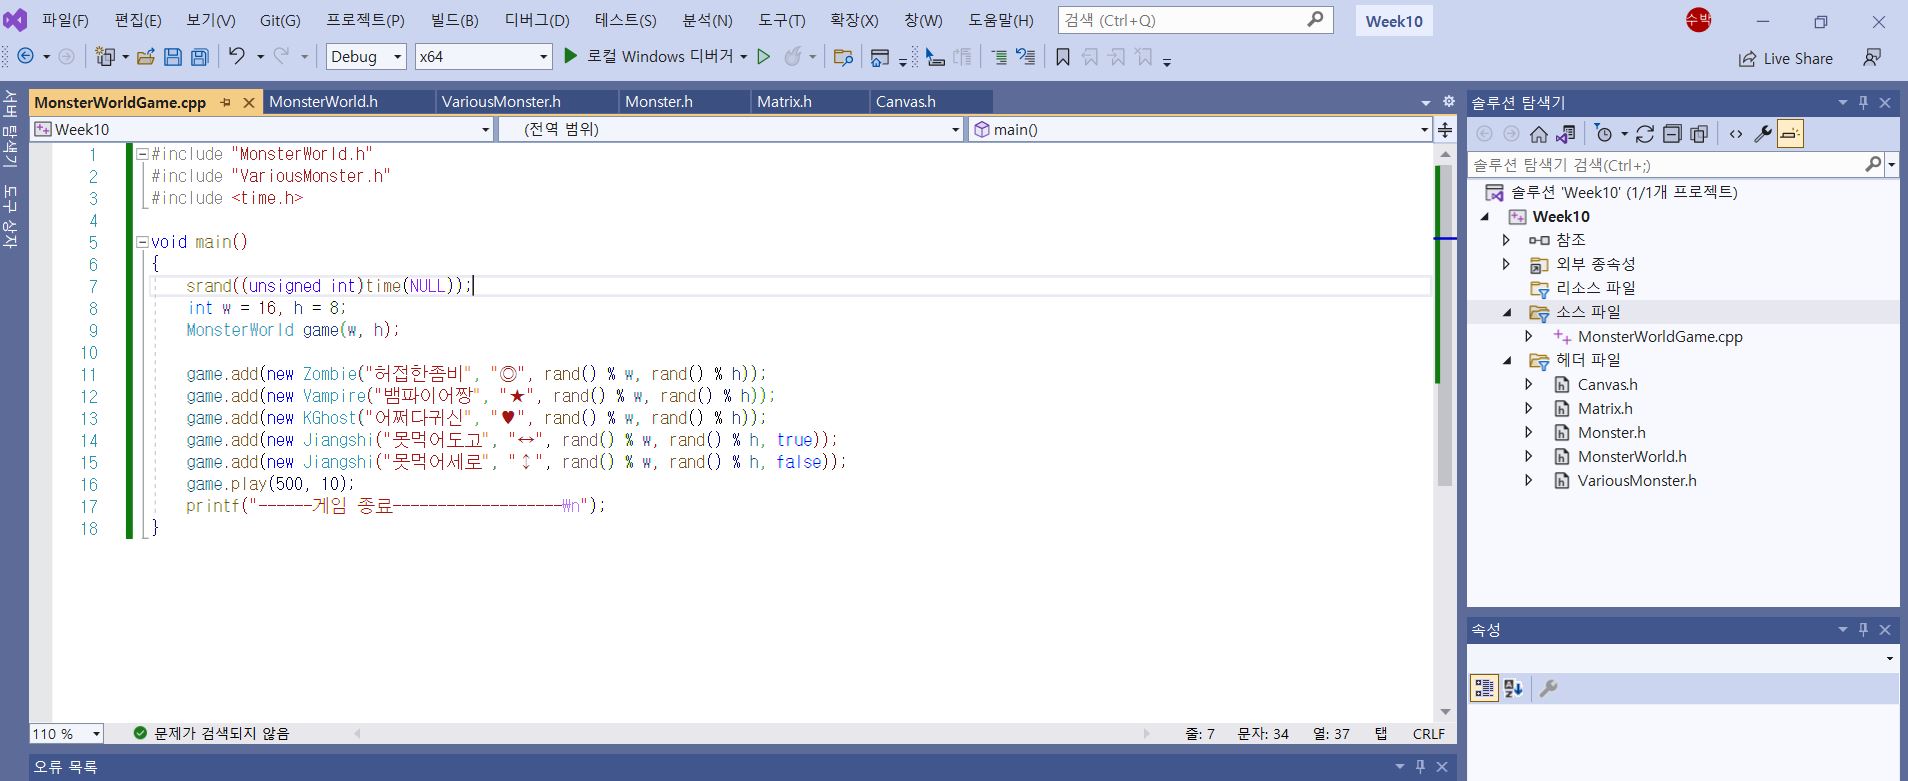 파일(F) 편집(E) 보기(V) Git(G) 프로젝트(P) 빌드(B) 디버그(D) 테스트(S) 분석(N) 도구(T) 확장(X) 창(W) 도움말(H) 검색 (Ctrl+Q) Week10 수박
Debug x64 로컬 Windows 디버거 Live Share
서버 탐색기
도구 상자
MonsterWorldGame.cpp MonsterWorld.h VariousMonster.h Monster.h Matrix.h Canvas.h
Week10 (전역 범위) main()
1 #include "MonsterWorld.h"
2 #include "VariousMonster.h"
3 #include <time.h>
4
5 void main()
6 {
7 srand((unsigned int)time(NULL));
8 int w = 16, h = 8;
9 MonsterWorld game(w, h);
10
11 game.add(new Zombie("허접한좀비", "◎", rand() % w, rand() % h));
12 game.add(new Vampire("뱀파이어짱", "★", rand() % w, rand() % h));
13 game.add(new KGhost("어쩌다귀신", "♥", rand() % w, rand() % h));
14 game.add(new Jiangshi("못먹어도고", "↔", rand() % w, rand() % h, true));
15 game.add(new Jiangshi("못먹어세로", "↕", rand() % w, rand() % h, false));
16 game.play(500, 10);
17 printf("------게임 종료-------------------₩n");
18 }
110 % 문제가 검색되지 않음 줄: 7 문자: 34 열: 37 탭 CRLF
오류 목록
솔루션 탐색기
솔루션 탐색기 검색(Ctrl+;)
솔루션 'Week10' (1/1개 프로젝트)
Week10
참조
외부 종속성
리소스 파일
소스 파일
MonsterWorldGame.cpp
헤더 파일
Canvas.h
Matrix.h
Monster.h
MonsterWorld.h
VariousMonster.h
속성